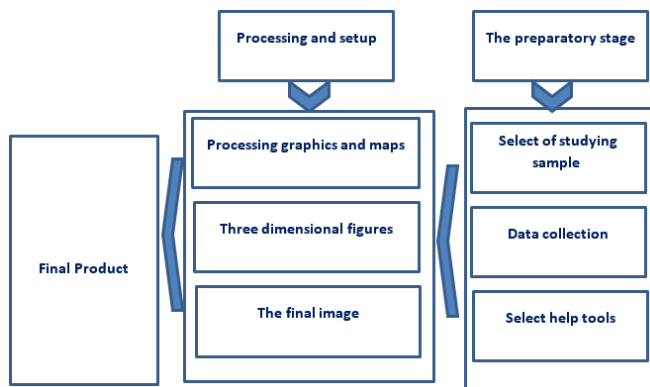 Processing and setup
The preparatory stage
Processing graphics and maps
Select of studying
sample
Three dimensional figures
Data collection
Final Product
The final image
Select help tools